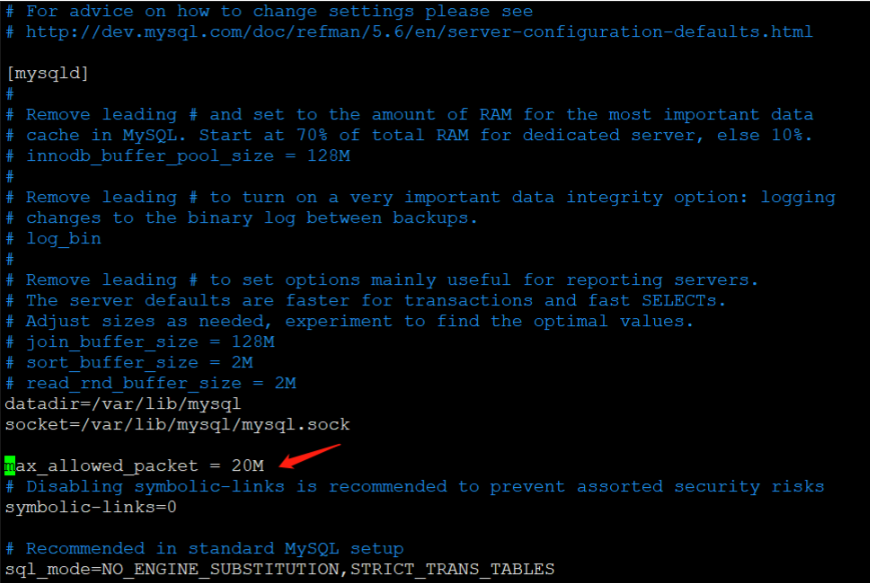 # For advice on how to change settings please see
# http://dev.mysql.com/doc/refman/5.6/en/server-configuration-defaults.html
[mysqld]
#
# Remove leading # and set to the amount of RAM for the most important data
# cache in MySQL. Start at 70% of total RAM for dedicated server, else 10%.
# innodb_buffer_pool_size = 128M
#
# Remove leading # to turn on a very important data integrity option: logging
# changes to the binary log between backups.
# log_bin
#
# Remove leading # to set options mainly useful for reporting servers.
# The server defaults are faster for transactions and fast SELECTs.
# Adjust sizes as needed, experiment to find the optimal values.
# join_buffer_size = 128M
# sort_buffer_size = 2M
# read_rnd_buffer_size = 2M
datadir=/var/lib/mysql
socket=/var/lib/mysql/mysql.sock
max_allowed_packet = 20M
# Disabling symbolic-links is recommended to prevent assorted security risks
symbolic-links=0
# Recommended in standard MySQL setup
sql_mode=NO_ENGINE_SUBSTITUTION,STRICT_TRANS_TABLES